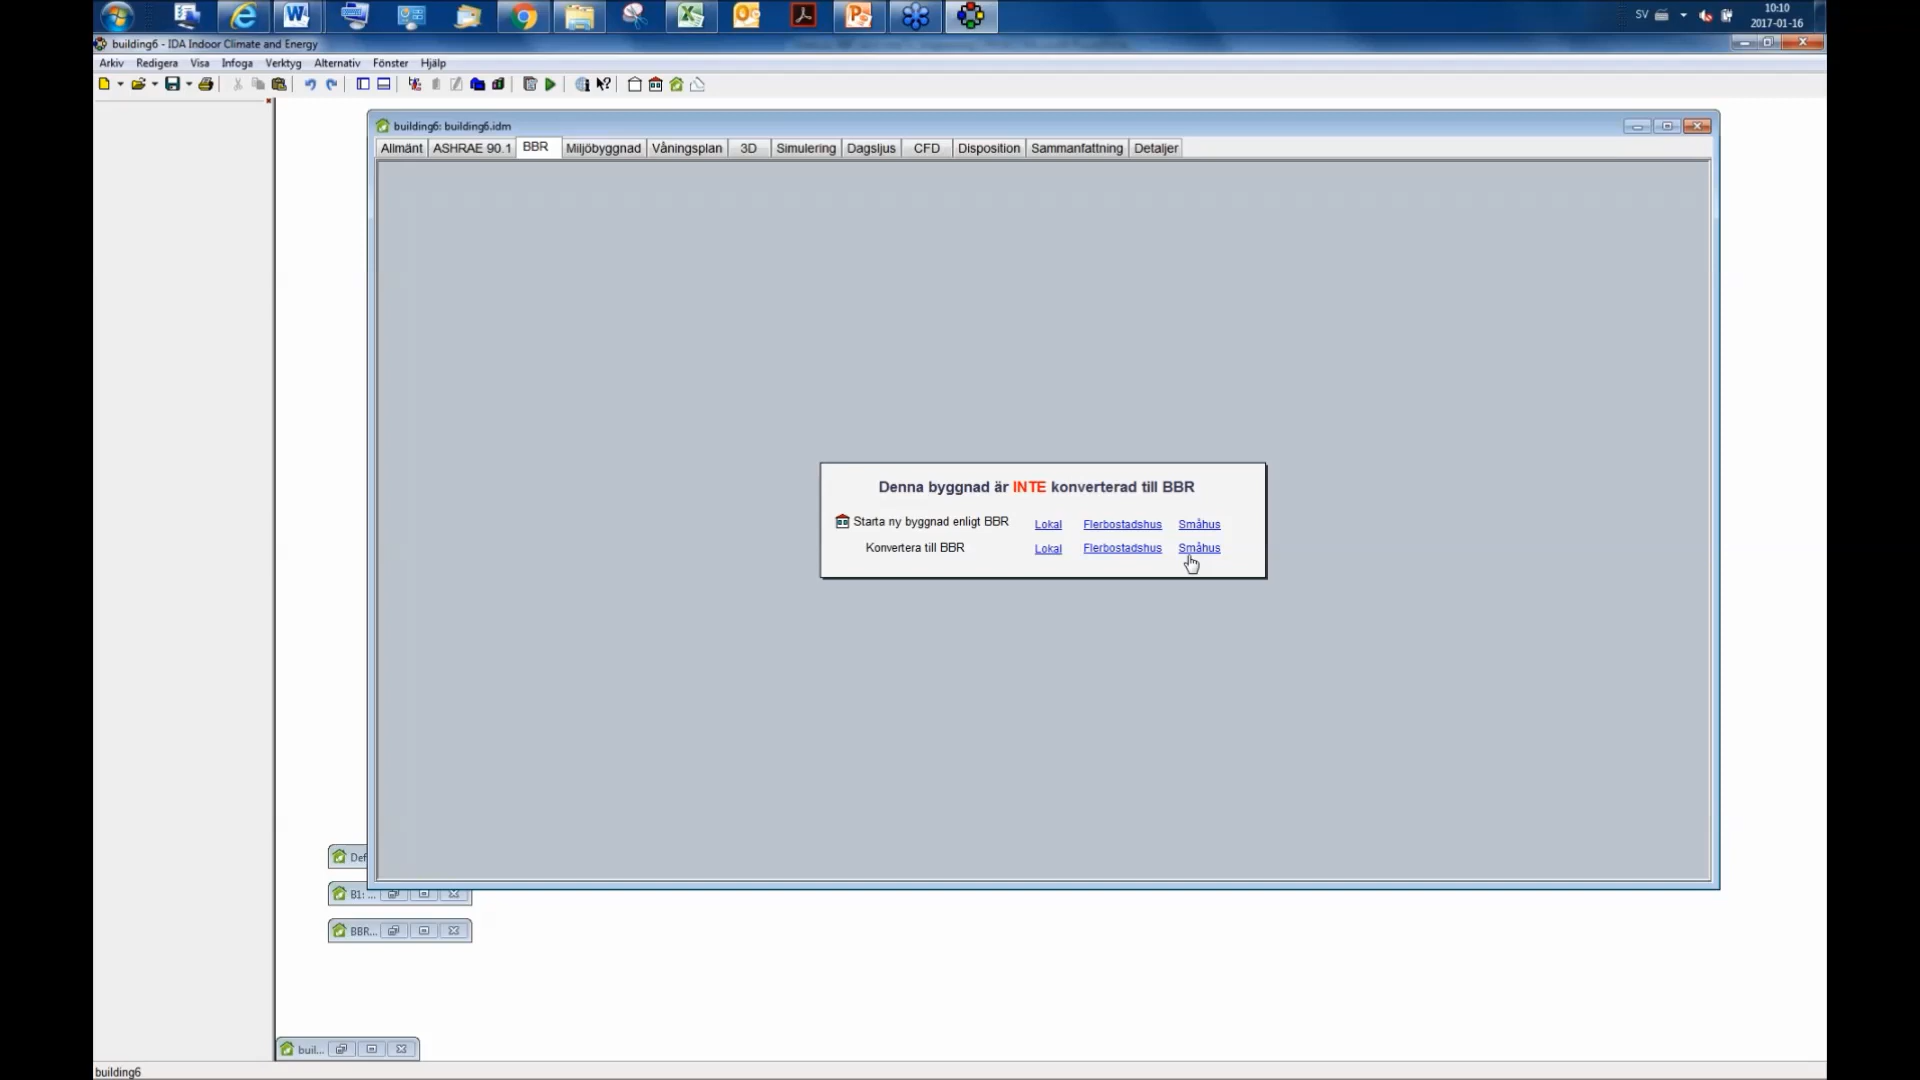 SV
10:10
2017-01-16
building6 - IDA Indoor Climate and Energy
Arkiv Redigera Visa Infoga Verktyg Alternativ Fönster Hjälp
building6: building6.idm
Allmänt ASHRAE 90.1 BBR Miljöbyggnad Våningsplan 3D Simulering Dagsljus CFD Disposition Sammanfattning Detaljer
Denna byggnad är INTE konverterad till BBR
Starta ny byggnad enligt BBR Lokal Flerbostadshus Småhus
Konvertera till BBR Lokal Flerbostadshus Småhus
Def
B1: ...
BBR...
buil...
building6